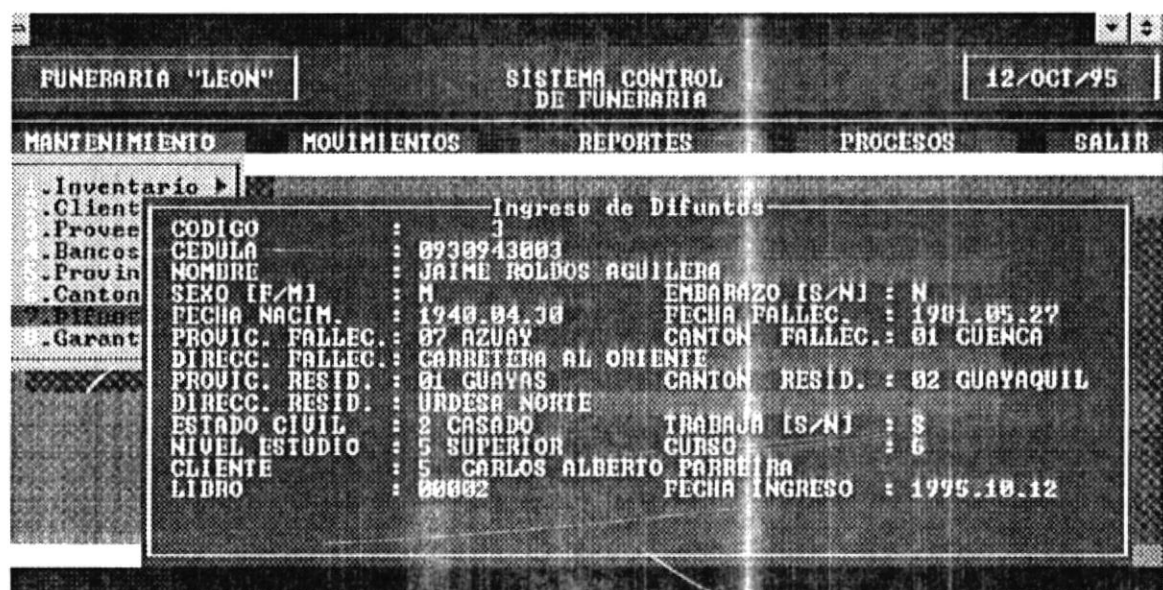 FUNERARIA "LEON"
SISTEMA CONTROL
DE FUNERARIA
12/OCT/95
MANTENIMIENTO MOVIMIENTOS REPORTES PROCESOS SALIR
.Inventario
.Client
.Provee
.Bancos
.Provin
.Canton
7.Difunt
.Garant
Ingreso de Difuntos
CODIGO : 3
CEDULA : 0930943003
NOMBRE : JAIME ROLDOS AGUILERA
SEXO [F/M] : M EMBARAZO [S/N] : N
FECHA NACIM. : 1940.04.30 FECHA FALLEC. : 1981.05.27
PROVIC. FALLEC.: 07 AZUAY CANTON FALLEC.: 01 CUENCA
DIRECC. FALLEC.: CARRETERA AL ORIENTE
PROVIC. RESID. : 01 GUAYAS CANTON RESID. : 02 GUAYAQUIL
DIRECC. RESID. : URDESA NORTE
ESTADO CIVIL : 2 CASADO TRABAJA [S/N] : S
NIVEL ESTUDIO : 5 SUPERIOR CURSO : 6
CLIENTE : 5 CARLOS ALBERTO PARREIRA
LIBRO : 00002 FECHA INGRESO : 1995.10.12